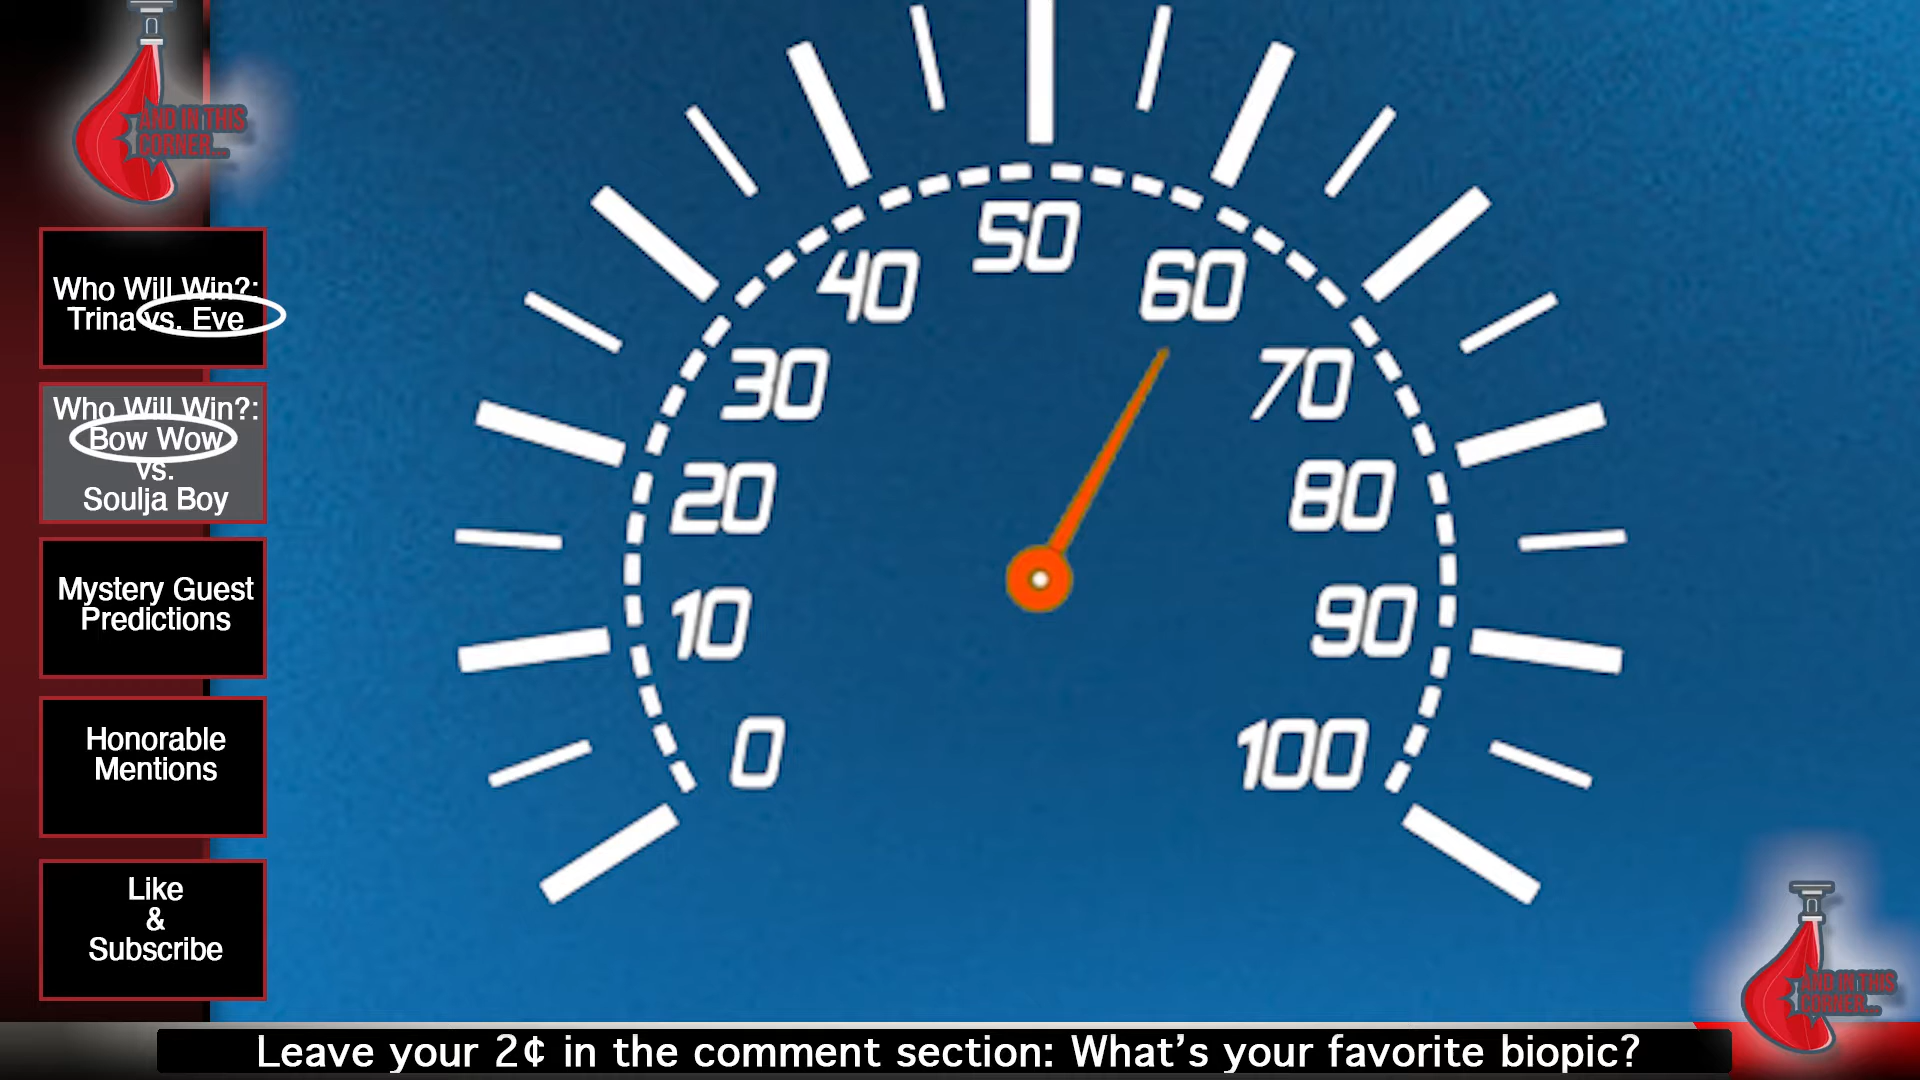 AND IN THIS
CORNER...
Who Will Win?:
Trina vs. Eve
Who Will Win?:
Bow Wow
vs.
Soulja Boy
Mystery Guest
Predictions
Honorable
Mentions
Like
&
Subscribe
0
10
20
30
40
50
60
70
80
90
100
AND IN THIS
CORNER...
Leave your 2¢ in the comment section: What's your favorite biopic?